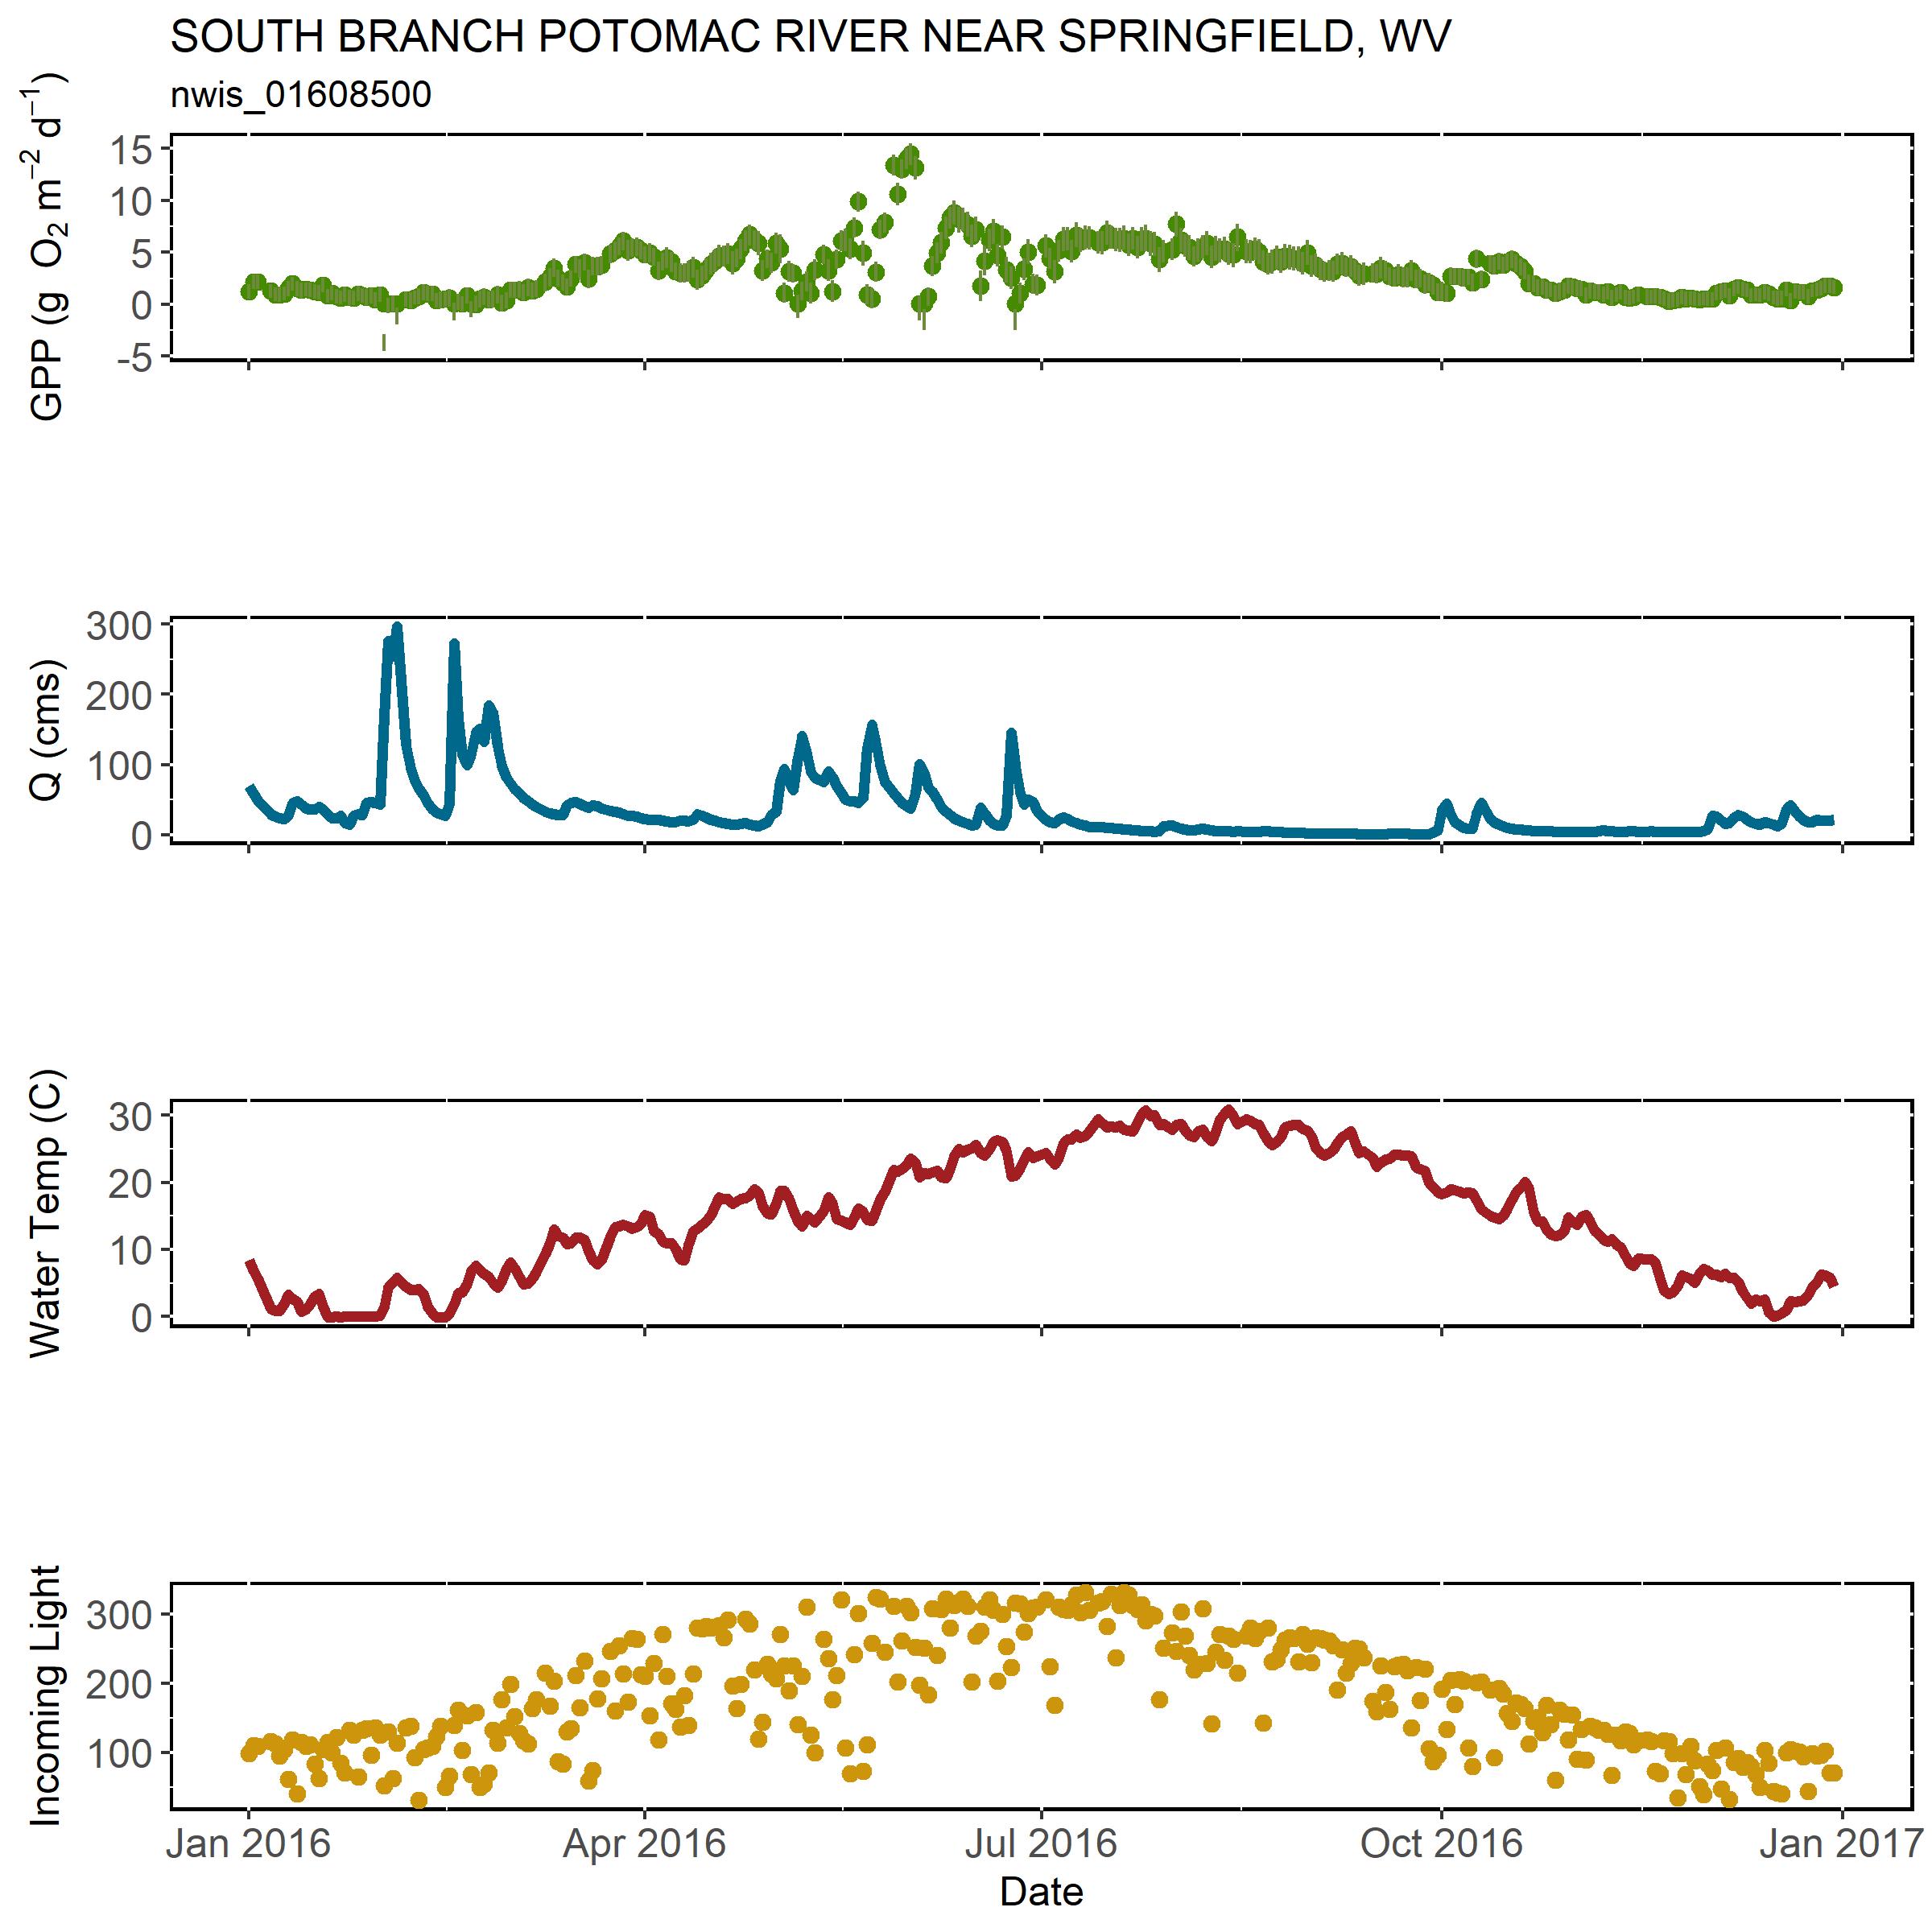 SOUTH BRANCH POTOMAC RIVER NEAR SPRINGFIELD, WV
nwis_01608500
GPP (g O₂ m⁻² d⁻¹)
15
10
5
0
-5
Q (cms)
300
200
100
0
Water Temp (C)
30
20
10
0
Incoming Light
300
200
100
Jan 2016 Apr 2016 Jul 2016 Oct 2016 Jan 2017
Date